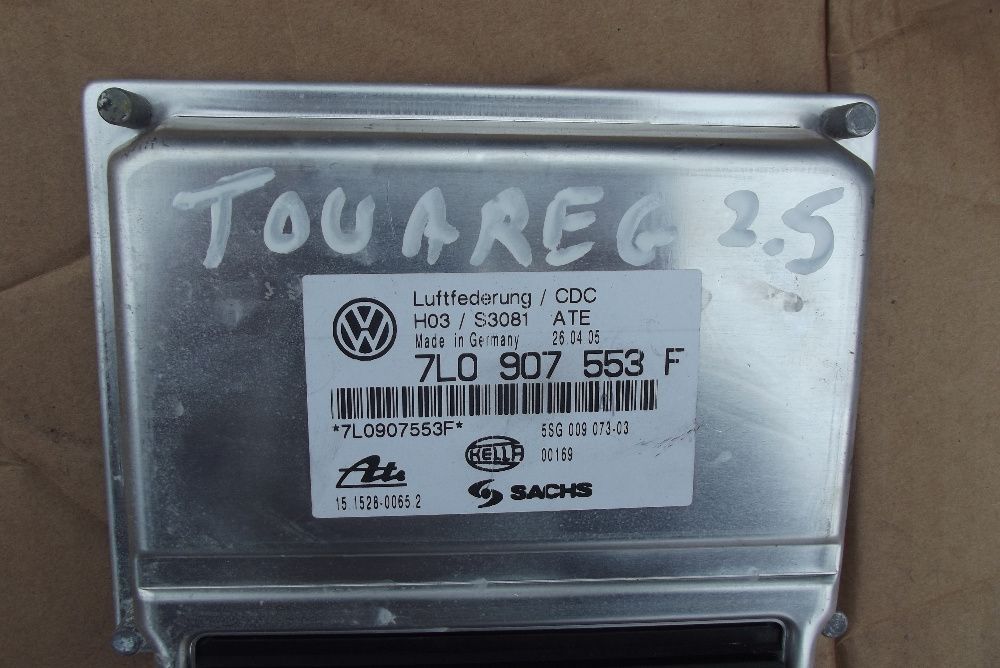 TOUAREG 2.5
Luftfederung / CDC
H03 / S3081 ATE
Made in Germany 26.04.05
7L0 907 553 F
*7L0907553F*
5SG 009 073-03
HELLA 00169
Ate
SACHS
15.1528-0065.2